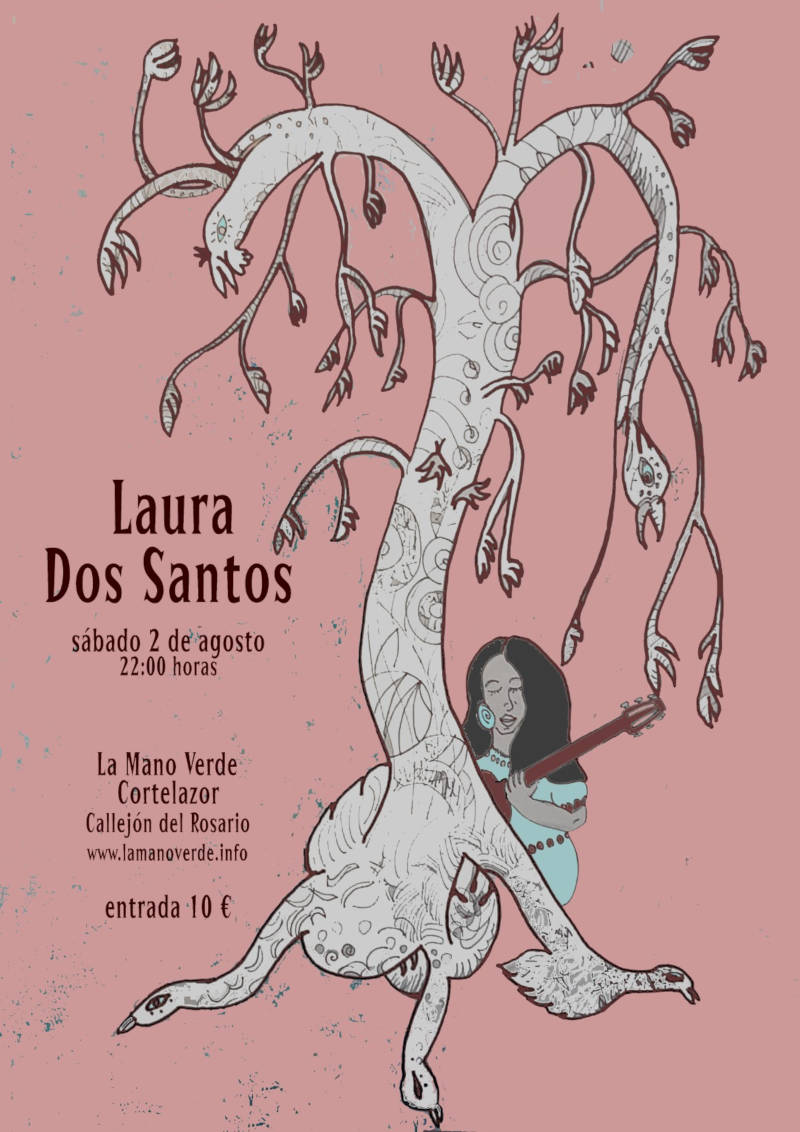 Laura
Dos Santos
sábado 2 de agosto
22:00 horas
La Mano Verde
Cortelazor
Callejón del Rosario
www.lamanoverde.info
entrada 10 €